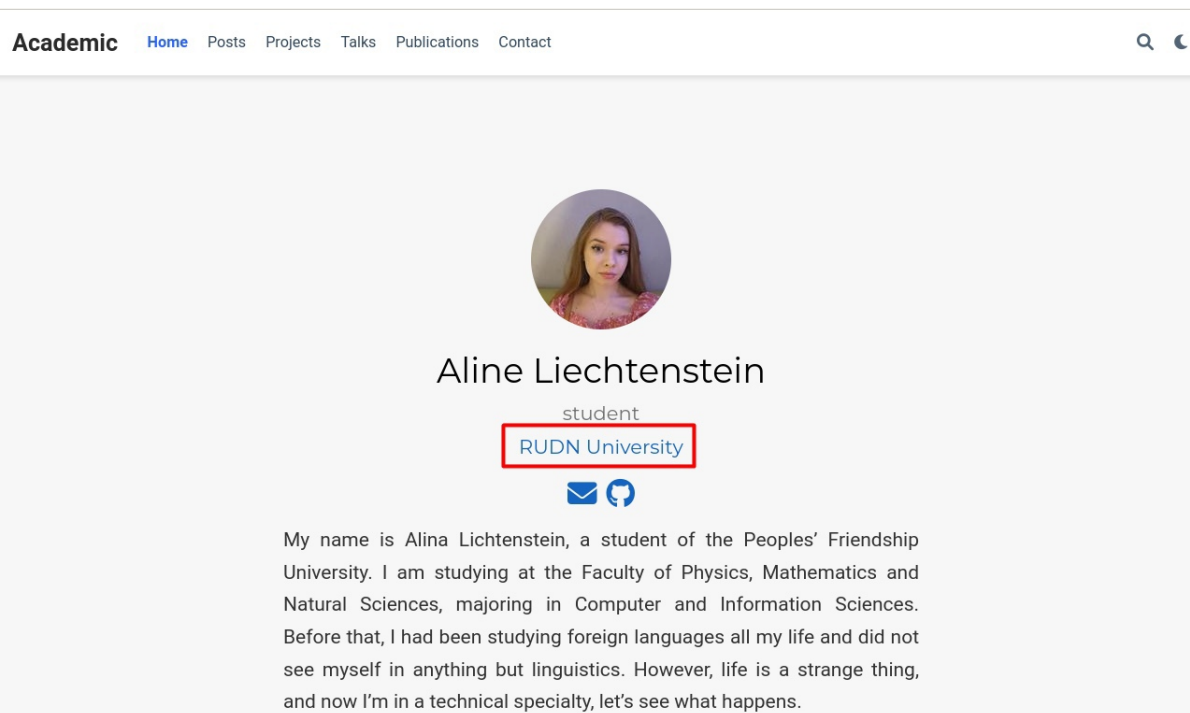 Academic Home Posts Projects Talks Publications Contact
Aline Liechtenstein
student
RUDN University
My name is Alina Lichtenstein, a student of the Peoples’ Friendship
University. I am studying at the Faculty of Physics, Mathematics and
Natural Sciences, majoring in Computer and Information Sciences.
Before that, I had been studying foreign languages all my life and did not
see myself in anything but linguistics. However, life is a strange thing,
and now I’m in a technical specialty, let’s see what happens.